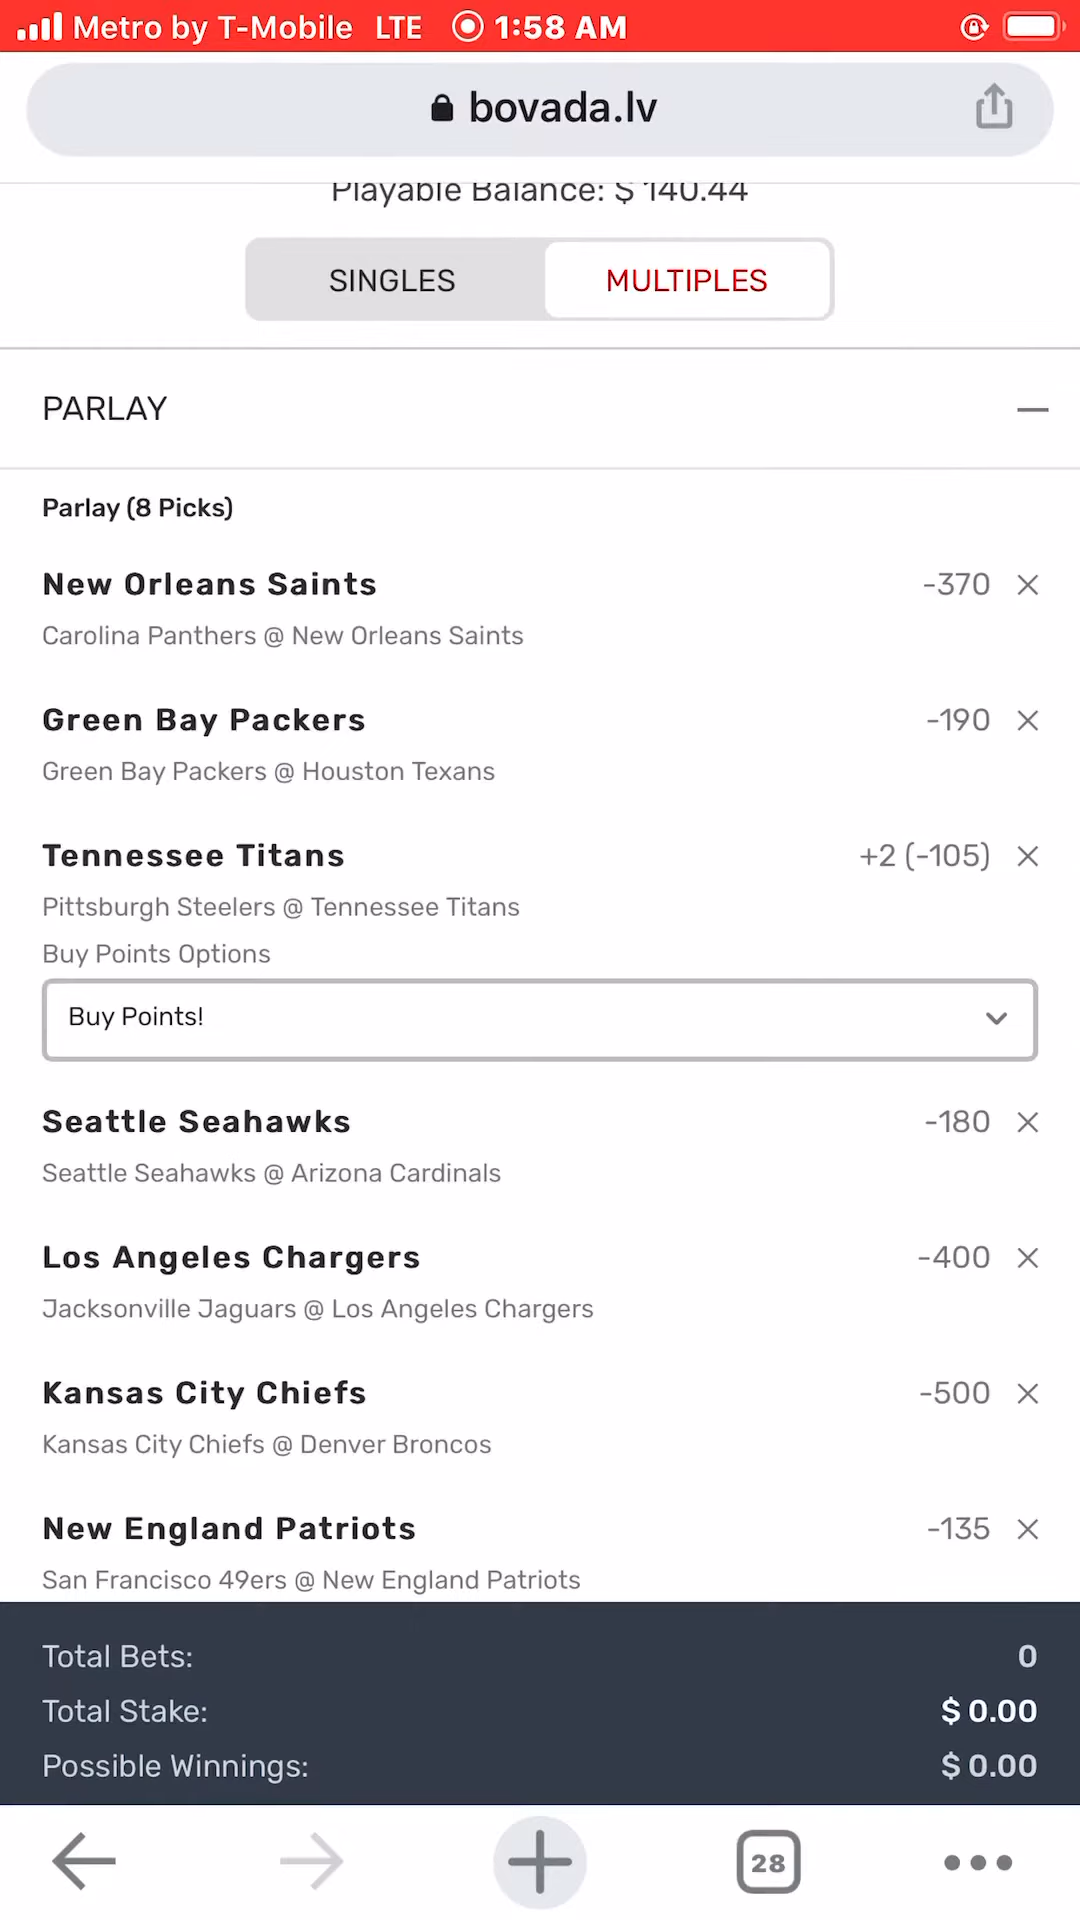 Metro by T-Mobile LTE 1:58 AM
bovada.lv
Playable Balance: $ 140.44
SINGLES MULTIPLES
PARLAY
Parlay (8 Picks)
New Orleans Saints -370
Carolina Panthers @ New Orleans Saints
Green Bay Packers -190
Green Bay Packers @ Houston Texans
Tennessee Titans +2 (-105)
Pittsburgh Steelers @ Tennessee Titans
Buy Points Options
Buy Points!
Seattle Seahawks -180
Seattle Seahawks @ Arizona Cardinals
Los Angeles Chargers -400
Jacksonville Jaguars @ Los Angeles Chargers
Kansas City Chiefs -500
Kansas City Chiefs @ Denver Broncos
New England Patriots -135
San Francisco 49ers @ New England Patriots
Total Bets: 0
Total Stake: $ 0.00
Possible Winnings: $ 0.00
28